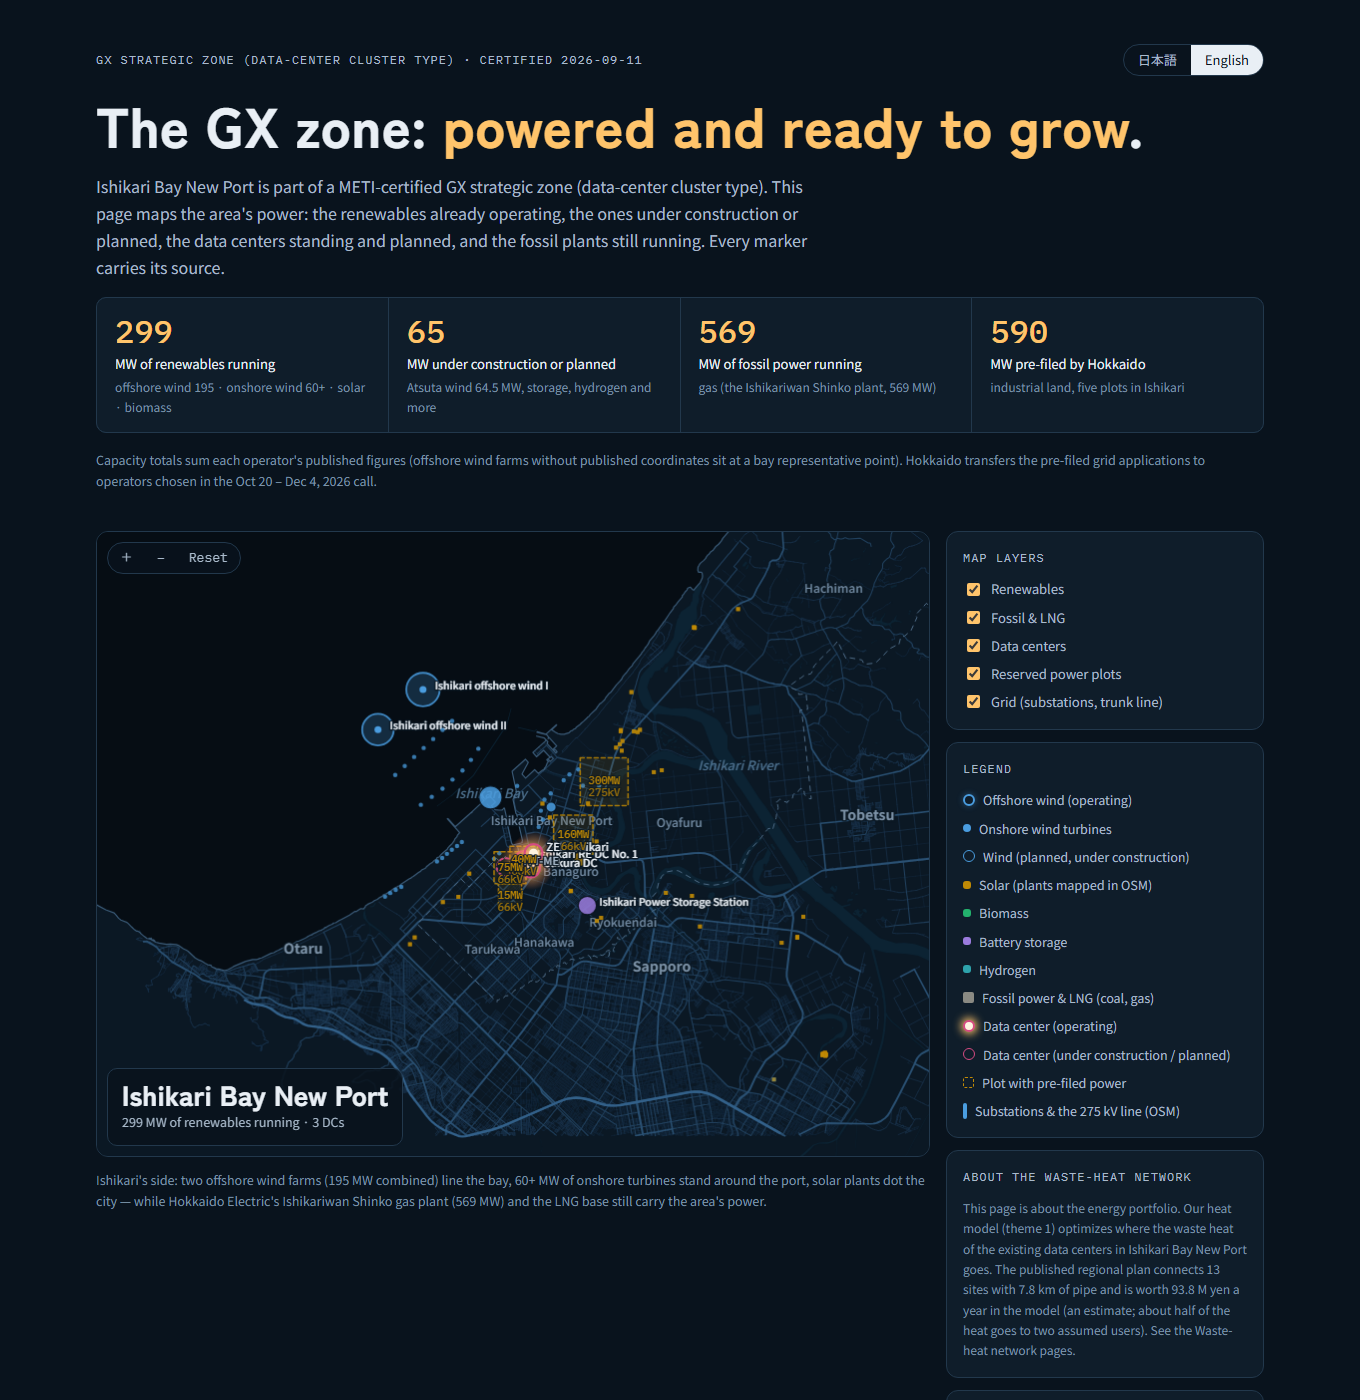 GX STRATEGIC ZONE (DATA-CENTER CLUSTER TYPE) · CERTIFIED 2026-09-11
日本語 English
The GX zone: powered and ready to grow.
Ishikari Bay New Port is part of a METI-certified GX strategic zone (data-center cluster type). This
page maps the area's power: the renewables already operating, the ones under construction or
planned, the data centers standing and planned, and the fossil plants still running. Every marker
carries its source.
299
MW of renewables running
offshore wind 195 · onshore wind 60+ · solar
· biomass
65
MW under construction or planned
Atsuta wind 64.5 MW, storage, hydrogen and
more
569
MW of fossil power running
gas (the Ishikariwan Shinko plant, 569 MW)
590
MW pre-filed by Hokkaido
industrial land, five plots in Ishikari
Capacity totals sum each operator's published figures (offshore wind farms without published coordinates sit at a bay representative point). Hokkaido transfers the pre-filed grid applications to
operators chosen in the Oct 20 – Dec 4, 2026 call.
+ − Reset
Hachiman
Ishikari offshore wind I
Ishikari offshore wind II
Ishikari River
300MW
275kV
Ishikari Bay
Ishikari Bay New Port
Oyafuru
Tobetsu
160MW
66kV
40MW
75MW
66kV
Banaguro
15MW
66kV
Ishikari Power Storage Station
Ryokuendai
Hanakawa
Tarukawa
Otaru
Sapporo
Ishikari Bay New Port
299 MW of renewables running · 3 DCs
Ishikari's side: two offshore wind farms (195 MW combined) line the bay, 60+ MW of onshore turbines stand around the port, solar plants dot the
city — while Hokkaido Electric's Ishikariwan Shinko gas plant (569 MW) and the LNG base still carry the area's power.
MAP LAYERS
Renewables
Fossil & LNG
Data centers
Reserved power plots
Grid (substations, trunk line)
LEGEND
Offshore wind (operating)
Onshore wind turbines
Wind (planned, under construction)
Solar (plants mapped in OSM)
Biomass
Battery storage
Hydrogen
Fossil power & LNG (coal, gas)
Data center (operating)
Data center (under construction / planned)
Plot with pre-filed power
Substations & the 275 kV line (OSM)
ABOUT THE WASTE-HEAT NETWORK
This page is about the energy portfolio. Our heat
model (theme 1) optimizes where the waste heat
of the existing data centers in Ishikari Bay New Port
goes. The published regional plan connects 13
sites with 7.8 km of pipe and is worth 93.8 M yen a
year in the model (an estimate; about half of the
heat goes to two assumed users). See the Waste-
heat network pages.